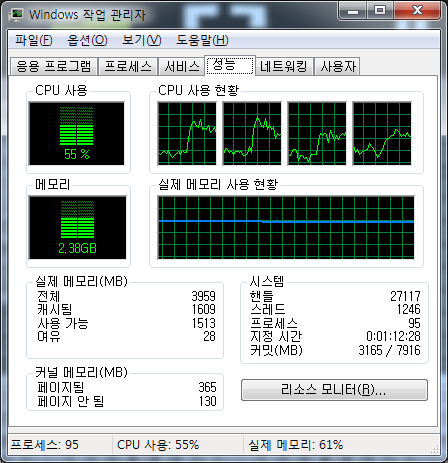 Windows 작업 관리자
파일(F) 옵션(O) 보기(V) 도움말(H)
응용 프로그램 프로세스 서비스 성능 네트워킹 사용자
CPU 사용 CPU 사용 현황
55 %
메모리 실제 메모리 사용 현황
2.38GB
실제 메모리(MB)
전체 3959
캐시됨 1609
사용 가능 1513
여유 28
시스템
핸들 27117
스레드 1246
프로세스 95
지정 시간 0:01:12:28
커밋(MB) 3165 / 7916
커널 메모리(MB)
페이지됨 365
페이지 안 됨 130
리소스 모니터(R)...
프로세스: 95 CPU 사용: 55% 실제 메모리: 61%